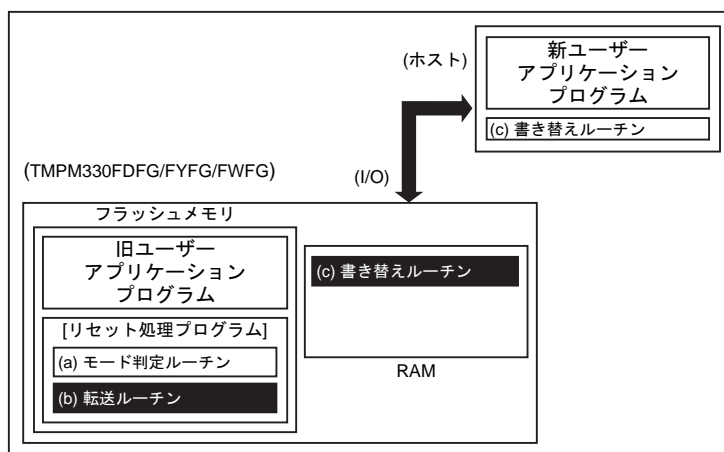 (ホスト)
新ユーザー
アプリケーション
プログラム
(c) 書き替えルーチン
(TMPM330FDFG/FYFG/FWFG)
(I/O)
フラッシュメモリ
旧ユーザー
アプリケーション
プログラム
[リセット処理プログラム]
(a) モード判定ルーチン
(b) 転送ルーチン
(c) 書き替えルーチン
RAM